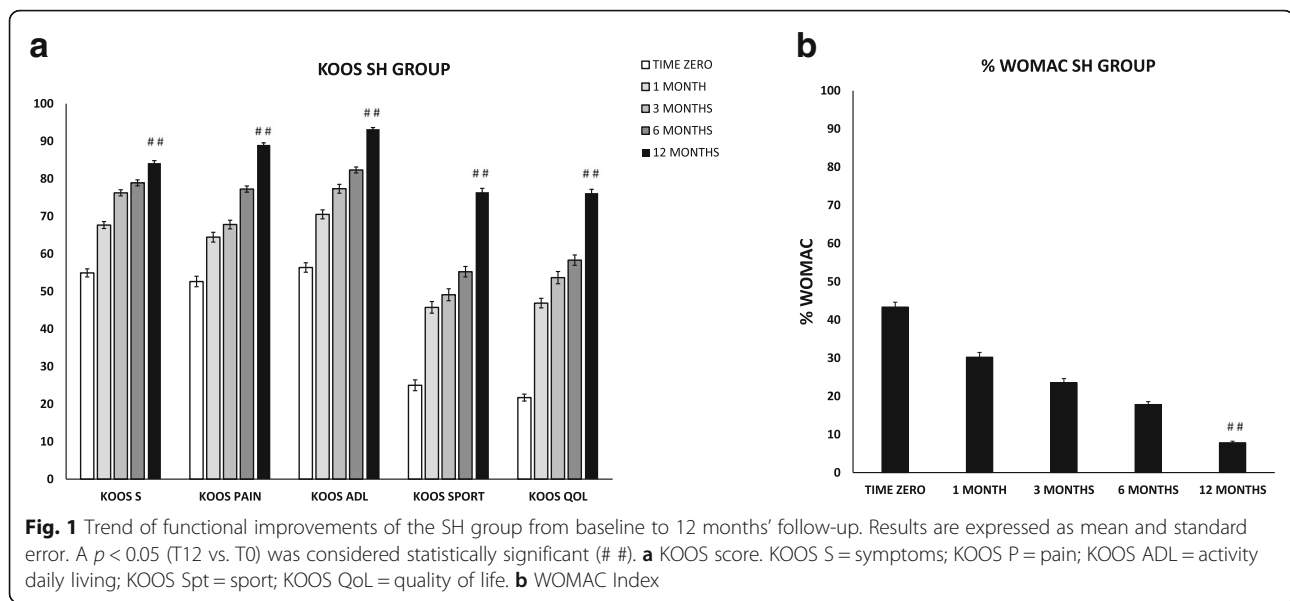 a
KOOS SH GROUP
TIME ZERO
1 MONTH
3 MONTHS
6 MONTHS
12 MONTHS
100
90
80
70
60
50
40
30
20
10
0
# #
# #
# #
# #
# #
KOOS S
KOOS PAIN
KOOS ADL
KOOS SPORT
KOOS QOL
b
% WOMAC SH GROUP
% WOMAC
100
90
80
70
60
50
40
30
20
10
0
# #
TIME ZERO
1 MONTH
3 MONTHS
6 MONTHS
12 MONTHS
Fig. 1 Trend of functional improvements of the SH group from baseline to 12 months’ follow-up. Results are expressed as mean and standard
error. A p < 0.05 (T12 vs. T0) was considered statistically significant (# #). a KOOS score. KOOS S = symptoms; KOOS P = pain; KOOS ADL = activity
daily living; KOOS Spt = sport; KOOS QoL = quality of life. b WOMAC Index